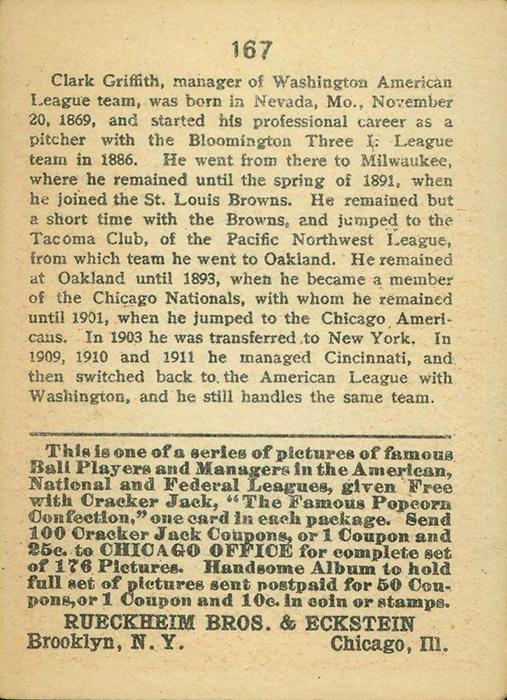 167
Clark Griffith, manager of Washington American
League team, was born in Nevada, Mo., November
20, 1869, and started his professional career as a
pitcher with the Bloomington Three I. League
team in 1886. He went from there to Milwaukee,
where he remained until the spring of 1891, when
he joined the St. Louis Browns. He remained but
a short time with the Browns, and jumped to the
Tacoma Club, of the Pacific Northwest League,
from which team he went to Oakland. He remained
at Oakland until 1893, when he became a member
of the Chicago Nationals, with whom he remained
until 1901, when he jumped to the Chicago Ameri-
cans. In 1903 he was transferred to New York. In
1909, 1910 and 1911 he managed Cincinnati, and
then switched back to the American League with
Washington, and he still handles the same team.
This is one of a series of pictures of famous
Ball Players and Managers in the American,
National and Federal Leagues, given Free
with Cracker Jack, "The Famous Popcorn
Confection," one card in each package. Send
100 Cracker Jack Coupons, or 1 Coupon and
25c. to CHICAGO OFFICE for complete set
of 176 Pictures. Handsome Album to hold
full set of pictures sent postpaid for 50 Cou-
pons, or 1 Coupon and 10c. in coin or stamps.
RUECKHEIM BROS. & ECKSTEIN
Brooklyn, N. Y. Chicago, Ill.